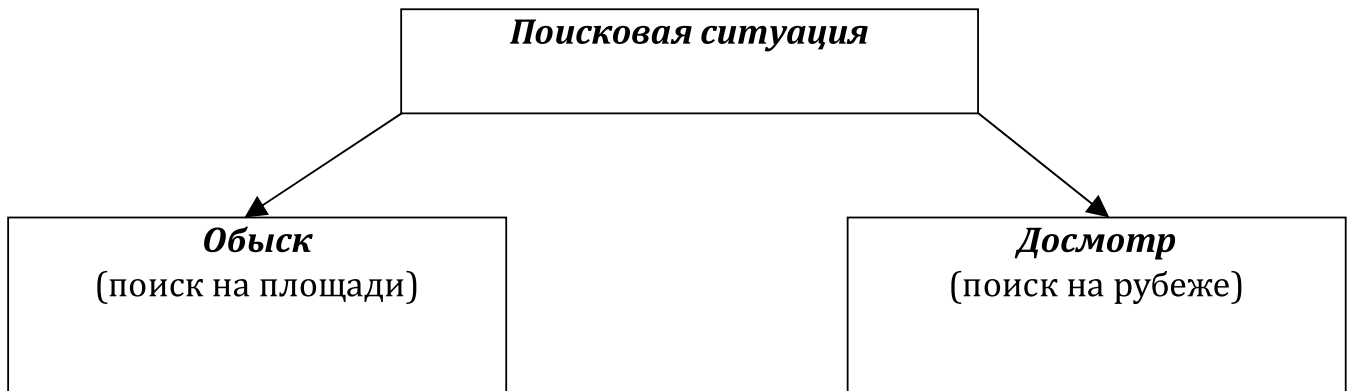 Поисковая ситуация
Обыск
(поиск на площади)
Досмотр
(поиск на рубеже)